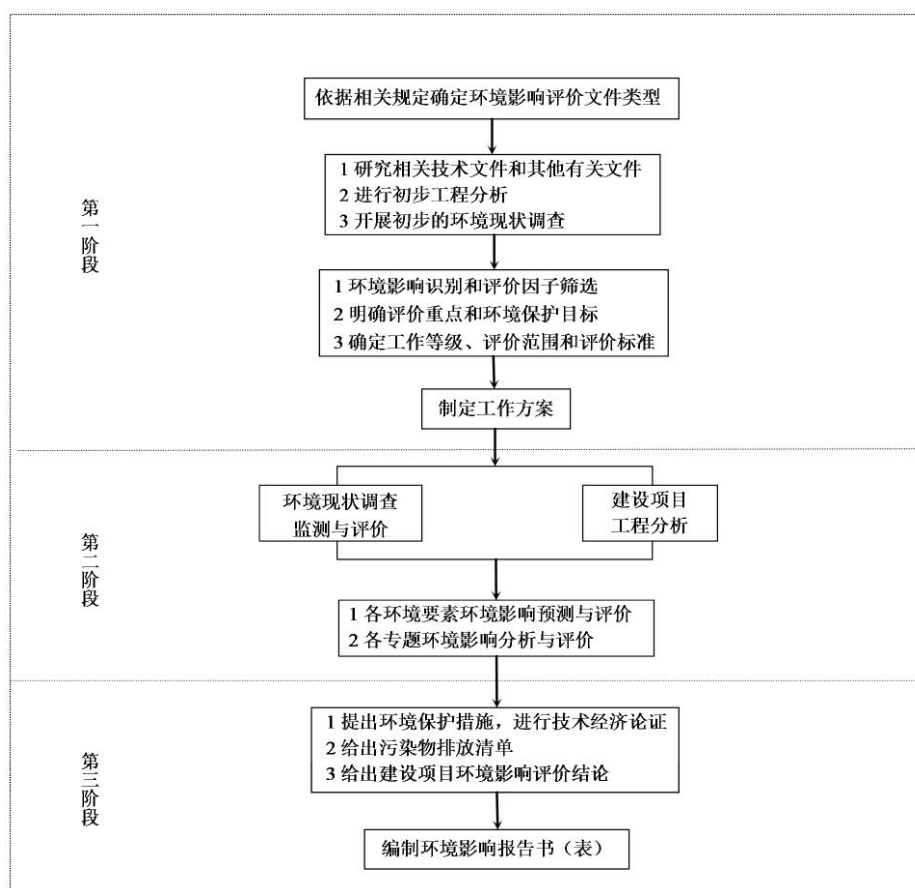 依据相关规定确定环境影响评价文件类型
1 研究相关技术文件和其他有关文件
2 进行初步工程分析
3 开展初步的环境现状调查
第一阶段
1 环境影响识别和评价因子筛选
2 明确评价重点和环境保护目标
3 确定工作等级、评价范围和评价标准
制定工作方案
第二阶段
环境现状调查
监测与评价
建设项目
工程分析
1 各环境要素环境影响预测与评价
2 各专题环境影响分析与评价
第三阶段
1 提出环境保护措施，进行技术经济论证
2 给出污染物排放清单
3 给出建设项目环境影响评价结论
编制环境影响报告书（表）